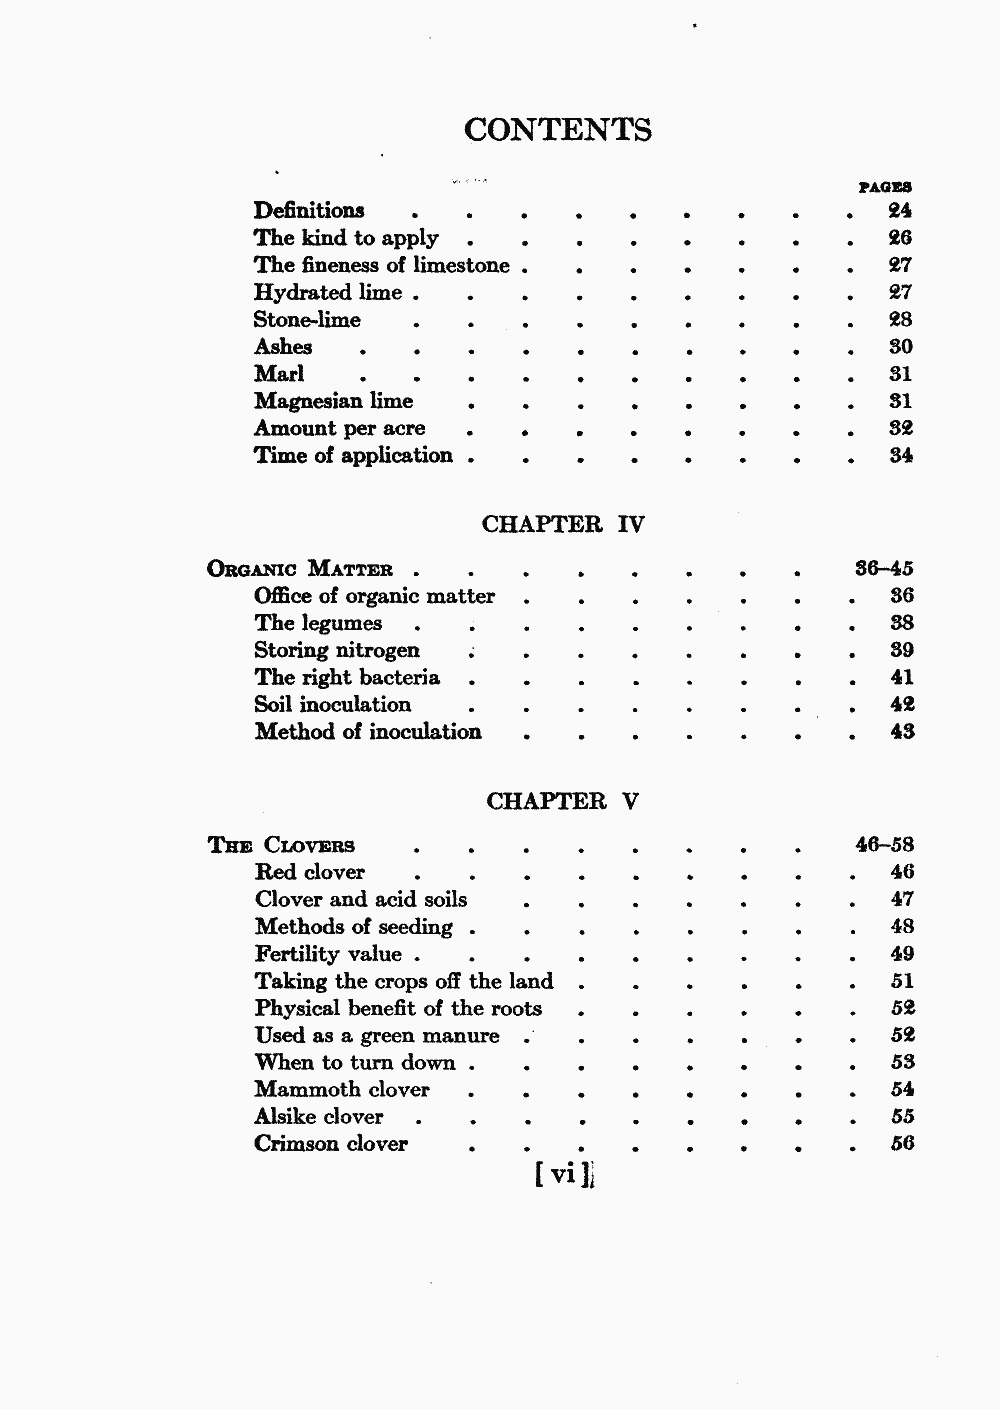 CONTENTS
PAGES
Definitions . . . . . . . . . 24
The kind to apply . . . . . . . . 26
The fineness of limestone . . . . . . . 27
Hydrated lime . . . . . . . . . 27
Stone-lime . . . . . . . . . 28
Ashes . . . . . . . . . . 30
Marl . . . . . . . . . . 31
Magnesian lime . . . . . . . . 31
Amount per acre . . . . . . . . 32
Time of application . . . . . . . . 34
CHAPTER IV
ORGANIC MATTER . . . . . . . . 36–45
Office of organic matter . . . . . . . 36
The legumes . . . . . . . . . 38
Storing nitrogen . . . . . . . . 39
The right bacteria . . . . . . . . 41
Soil inoculation . . . . . . . . 42
Method of inoculation . . . . . . . 43
CHAPTER V
THE CLOVERS . . . . . . . . 46–58
Red clover . . . . . . . . . 46
Clover and acid soils . . . . . . . 47
Methods of seeding . . . . . . . . 48
Fertility value . . . . . . . . . 49
Taking the crops off the land . . . . . . 51
Physical benefit of the roots . . . . . . 52
Used as a green manure . . . . . . . 52
When to turn down . . . . . . . . 53
Mammoth clover . . . . . . . . 54
Alsike clover . . . . . . . . . 55
Crimson clover . . . . . . . . 56
[ vi ]